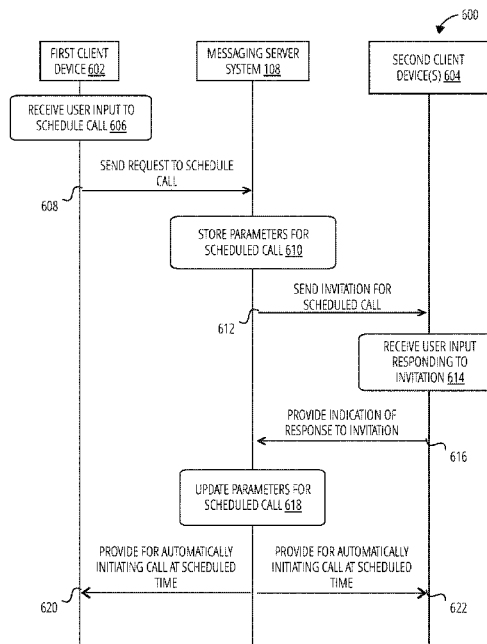 600
FIRST CLIENT
DEVICE 602
MESSAGING SERVER
SYSTEM 108
SECOND CLIENT
DEVICE(S) 604
RECEIVE USER INPUT TO
SCHEDULE CALL 606
SEND REQUEST TO SCHEDULE
CALL
608
STORE PARAMETERS FOR
SCHEDULED CALL 610
SEND INVITATION FOR
SCHEDULED CALL
612
RECEIVE USER INPUT
RESPONDING TO
INVITATION 614
PROVIDE INDICATION OF
RESPONSE TO INVITATION
616
UPDATE PARAMETERS FOR
SCHEDULED CALL 618
PROVIDE FOR AUTOMATICALLY
INITIATING CALL AT SCHEDULED
TIME
PROVIDE FOR AUTOMATICALLY
INITIATING CALL AT SCHEDULED
TIME
620
622